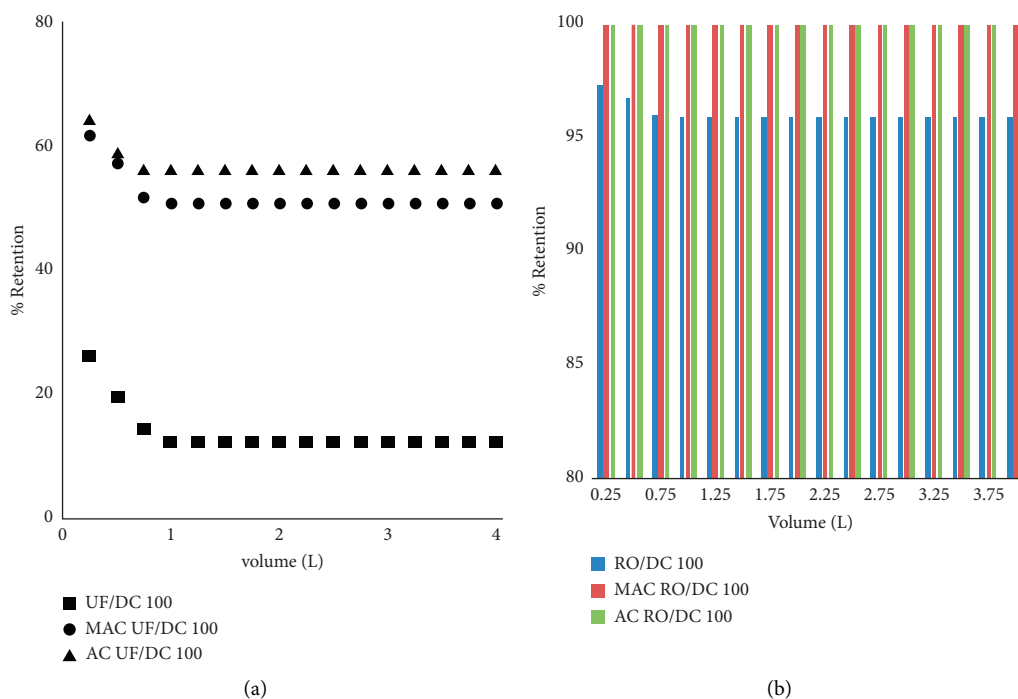 80
60
40
20
0
% Retention
0
1
2
3
4
volume (L)
UF/DC 100
MAC UF/DC 100
AC UF/DC 100
(a)
100
95
90
85
80
% Retention
0.25
0.75
1.25
1.75
2.25
2.75
3.25
3.75
Volume (L)
RO/DC 100
MAC RO/DC 100
AC RO/DC 100
(b)